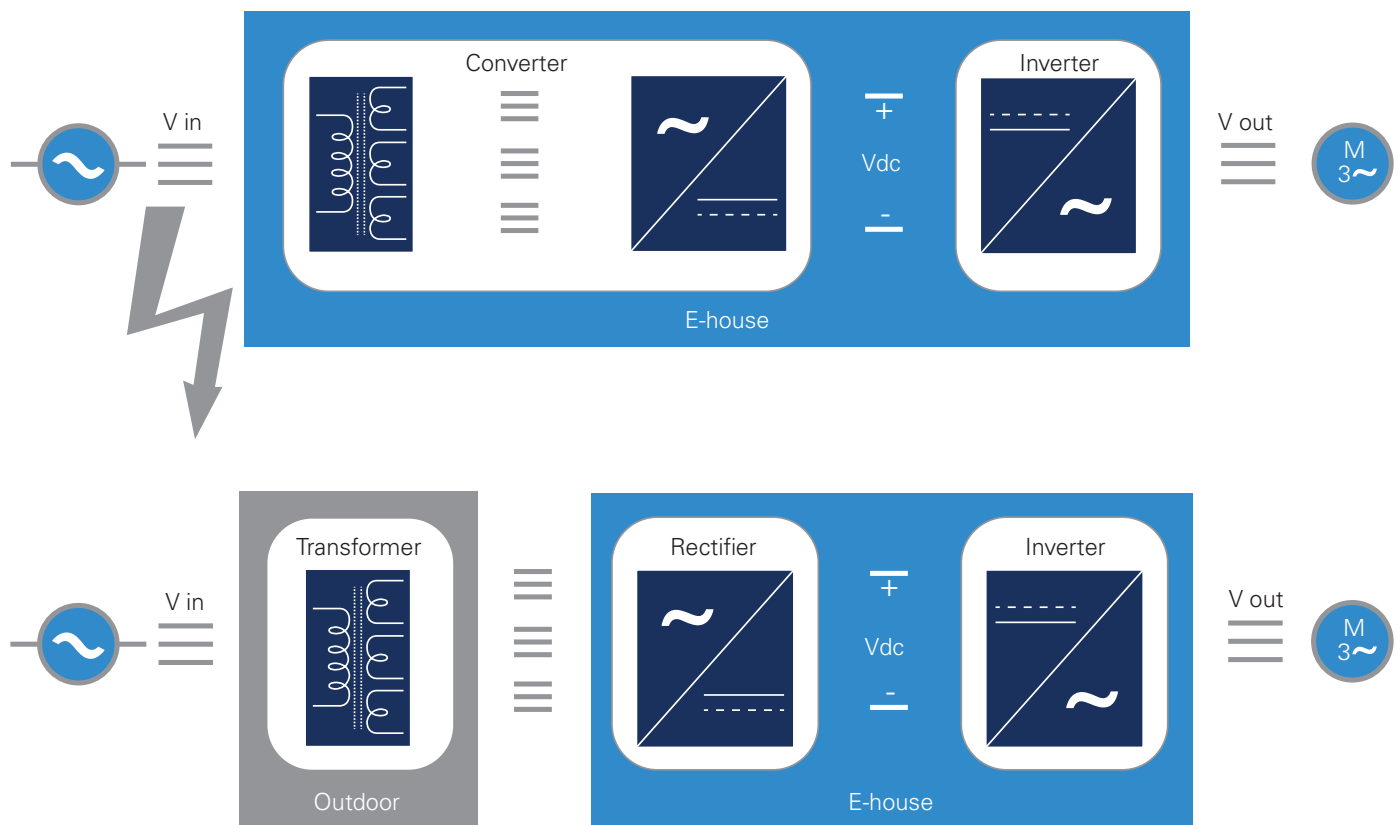 Converter
Inverter
V in
+
Vdc
-
V out
M
3~
E-house
Transformer
Rectifier
Inverter
V in
+
Vdc
-
V out
M
3~
Outdoor
E-house